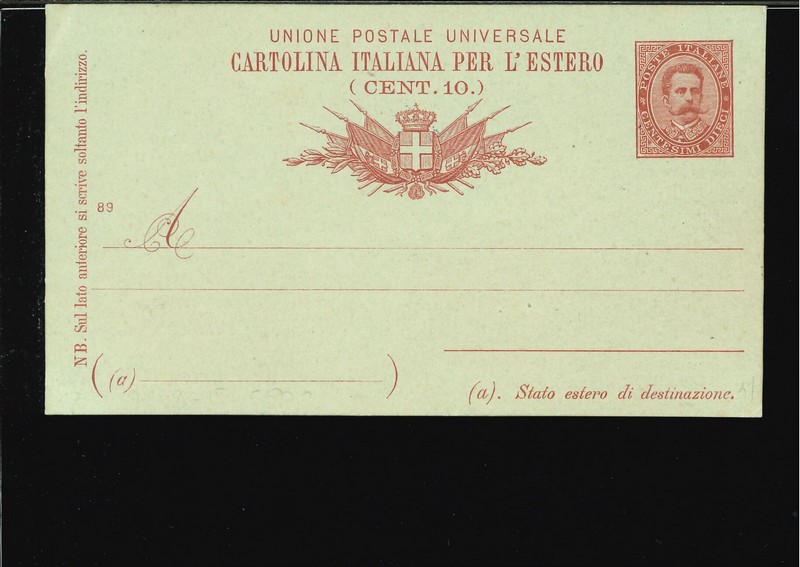 UNIONE POSTALE UNIVERSALE
CARTOLINA ITALIANA PER L'ESTERO
(CENT. 10.)
POSTE ITALIANE
CENTESIMI DIECI
NB. Sul lato anteriore si scrive soltanto l'indirizzo.
89
A
(a)
(a). Stato estero di destinazione.